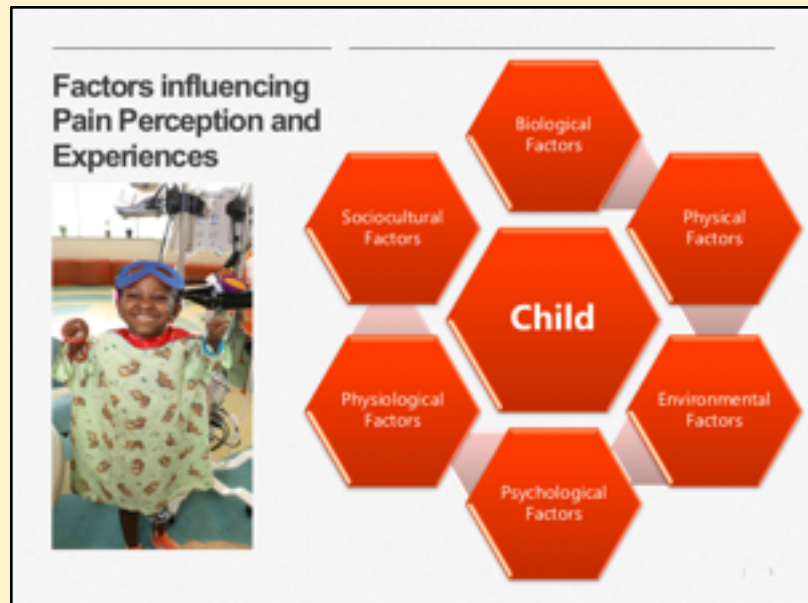 Factors influencing
Pain Perception and
Experiences
Biological
Factors
Physical
Factors
Environmental
Factors
Psychological
Factors
Physiological
Factors
Sociocultural
Factors
Child